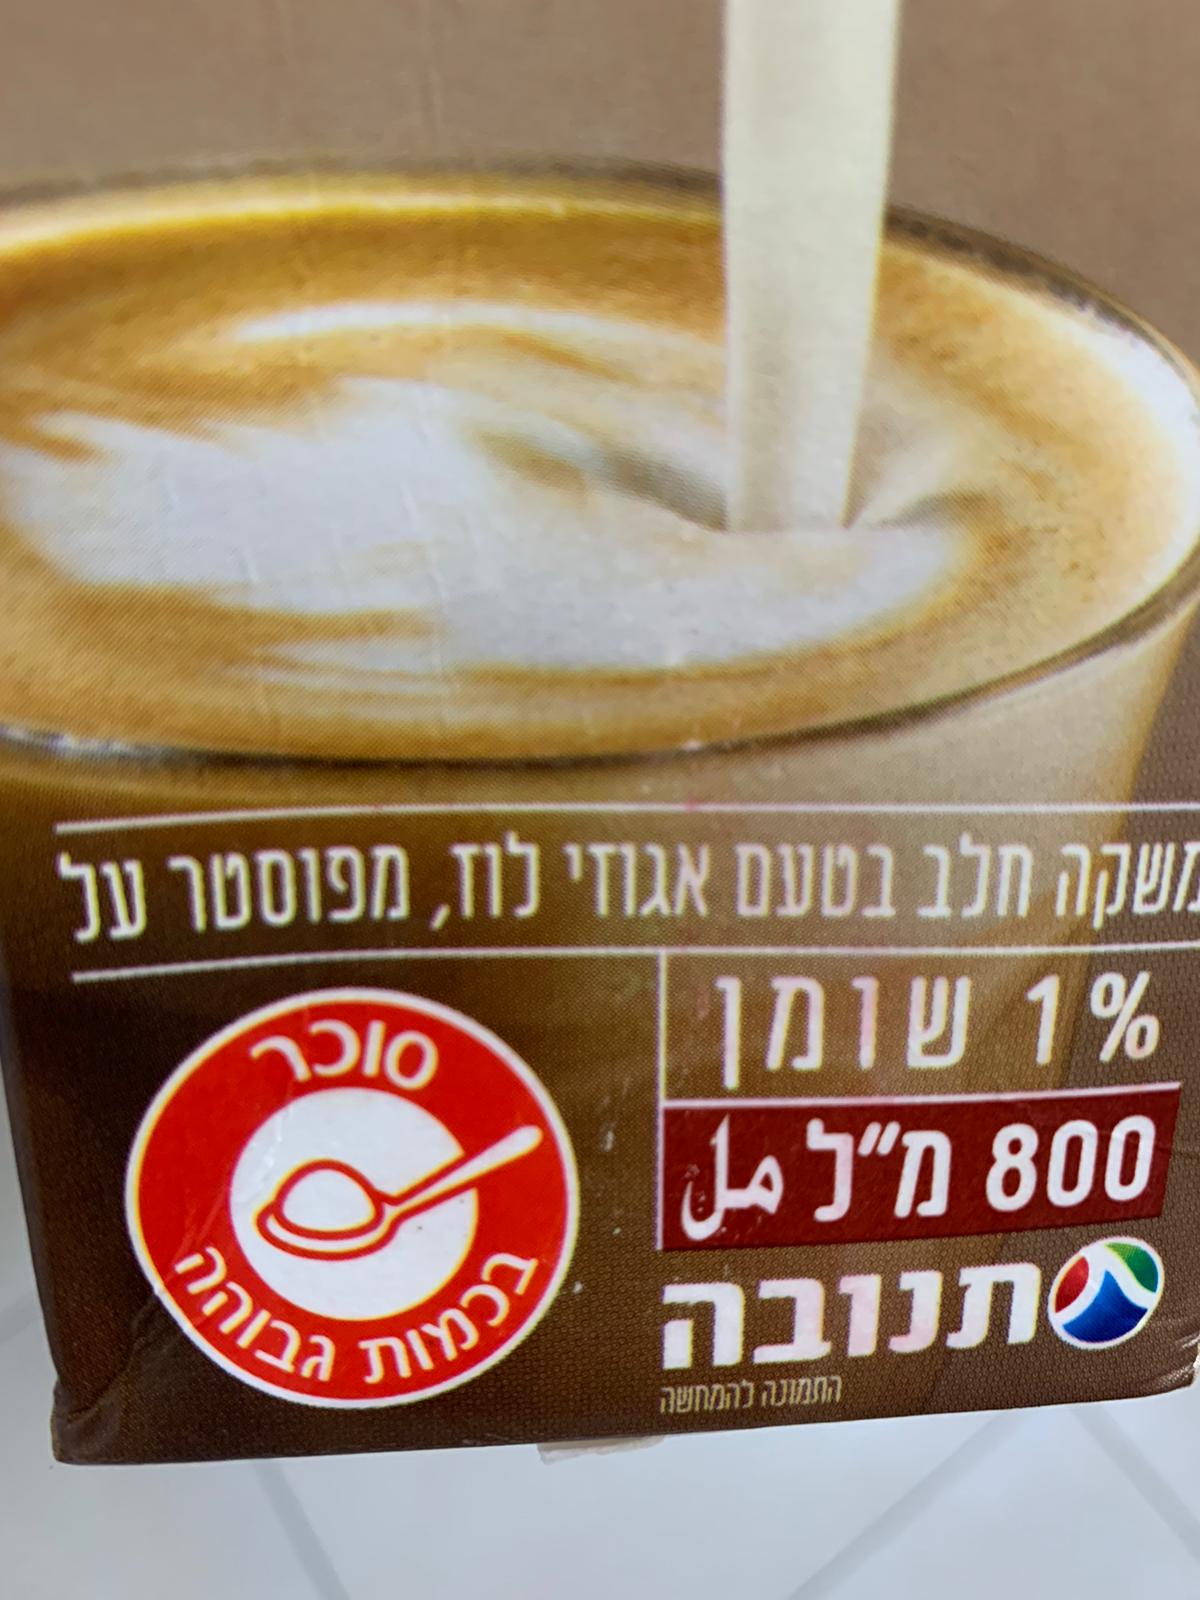 משקה חלב בטעם אגוזי לוז, מפוסטר על
1% שומן
800 מ"ל مل
תנובה
התמונה להמחשה
סוכר
בכמות גבוהה